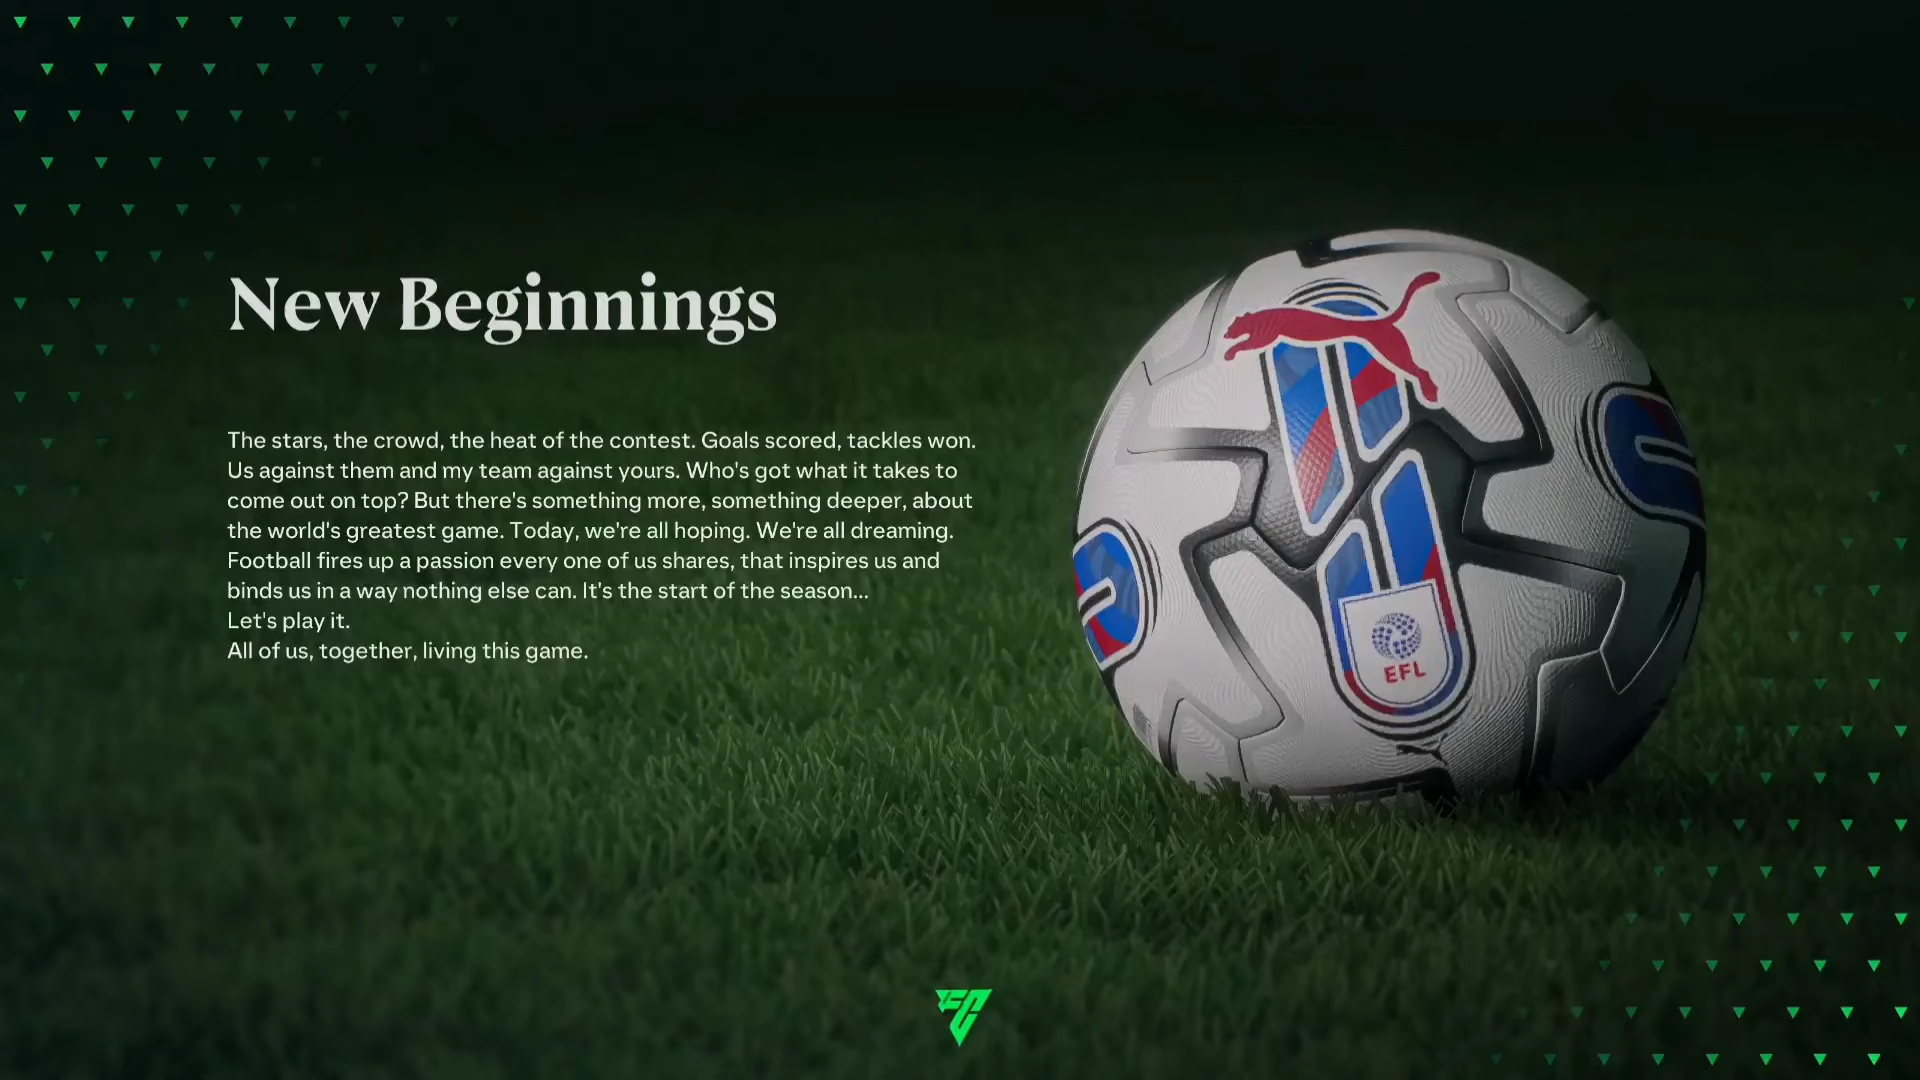 New Beginnings
The stars, the crowd, the heat of the contest. Goals scored, tackles won.
Us against them and my team against yours. Who's got what it takes to
come out on top? But there's something more, something deeper, about
the world's greatest game. Today, we're all hoping. We're all dreaming.
Football fires up a passion every one of us shares, that inspires us and
binds us in a way nothing else can. It's the start of the season...
Let's play it.
All of us, together, living this game.
EFL
EC